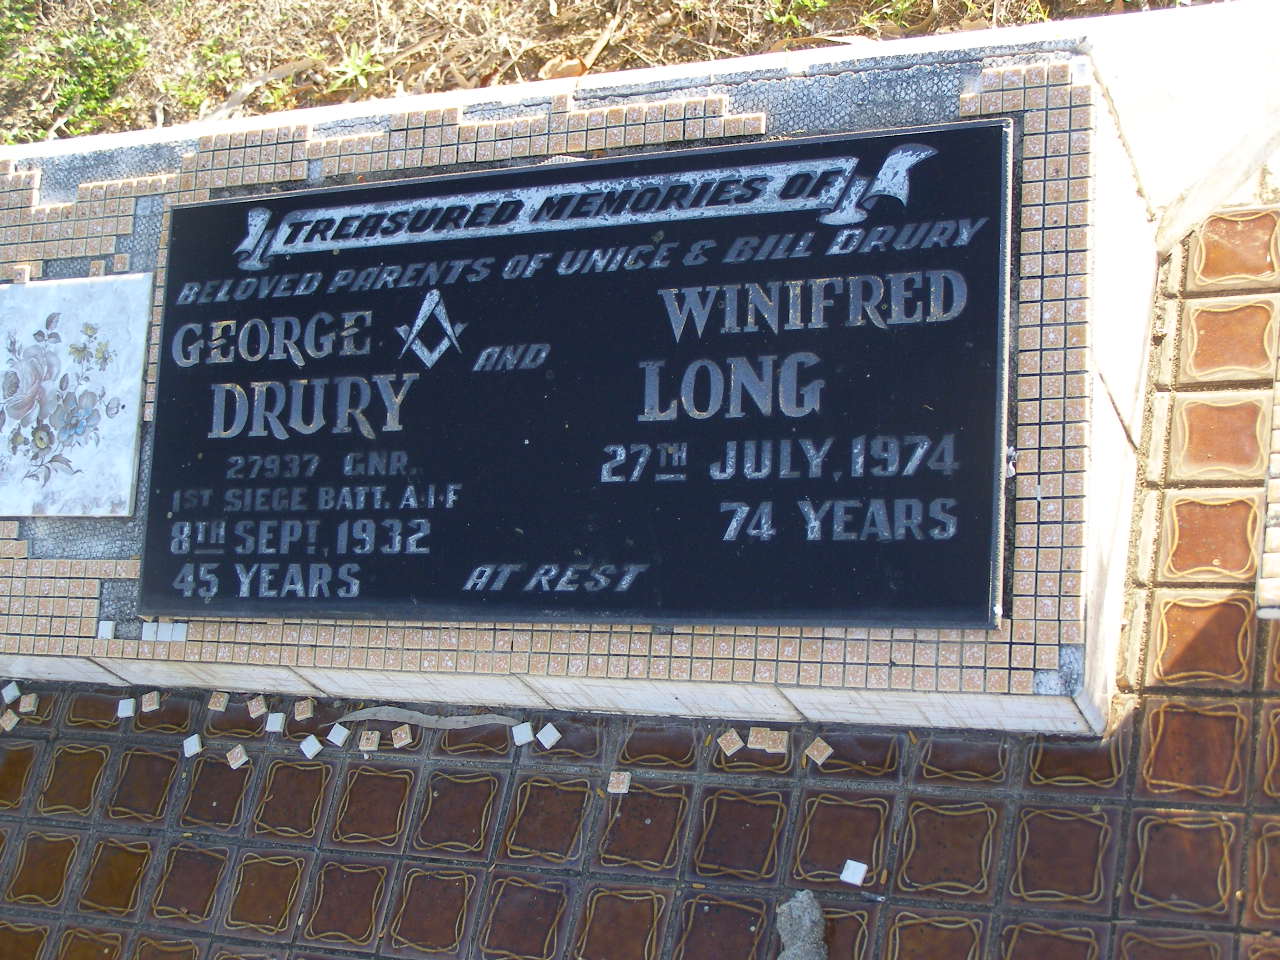 TREASURED MEMORIES OF
BELOVED PARENTS OF UNICE & BILL DRURY
GEORGE AND WINIFRED
DRURY LONG
27937 GNR.
1ST SIEGE BATT. A.I.F
8TH SEPT. 1932
45 YEARS
27TH JULY, 1974
74 YEARS
AT REST